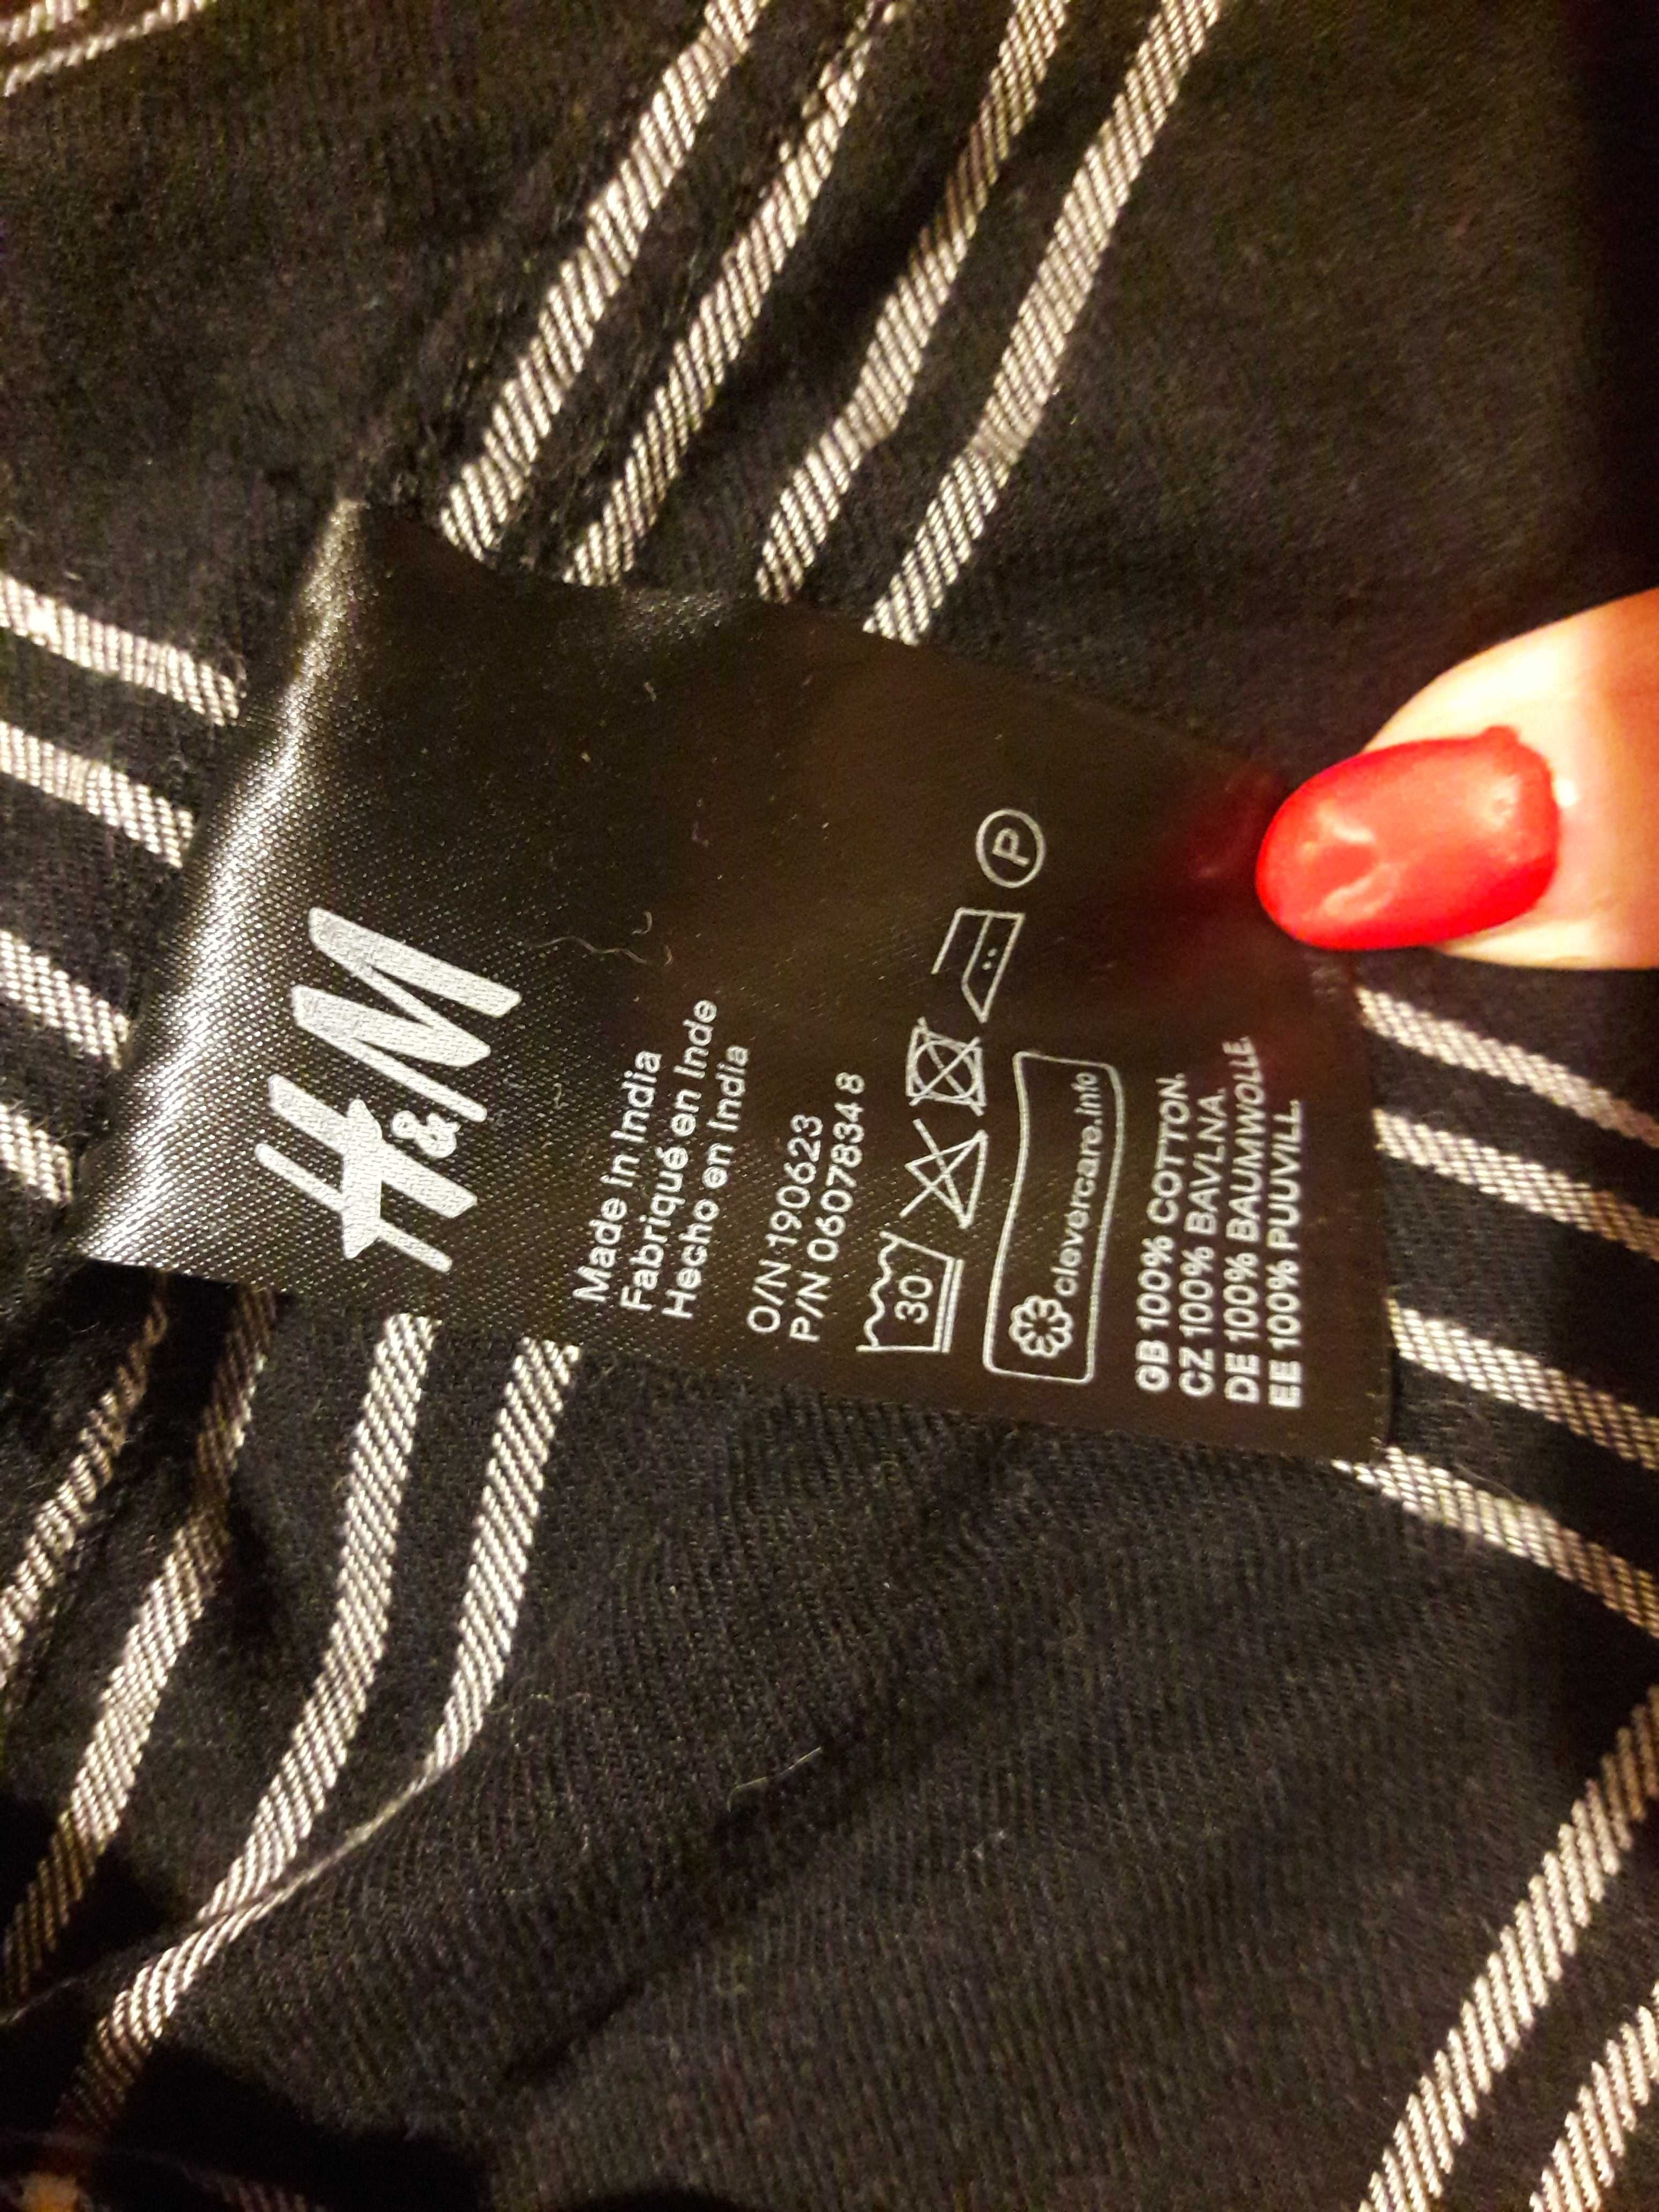 H&M
Made in India
Fabriqué en Inde
Hecho en India
O/N 190623
P/N 06078348
30
P
clevercare.info
GB 100% COTTON.
CZ 100% BAVLNA.
DE 100% BAUMWOLLE.
EE 100% PUUVILL.